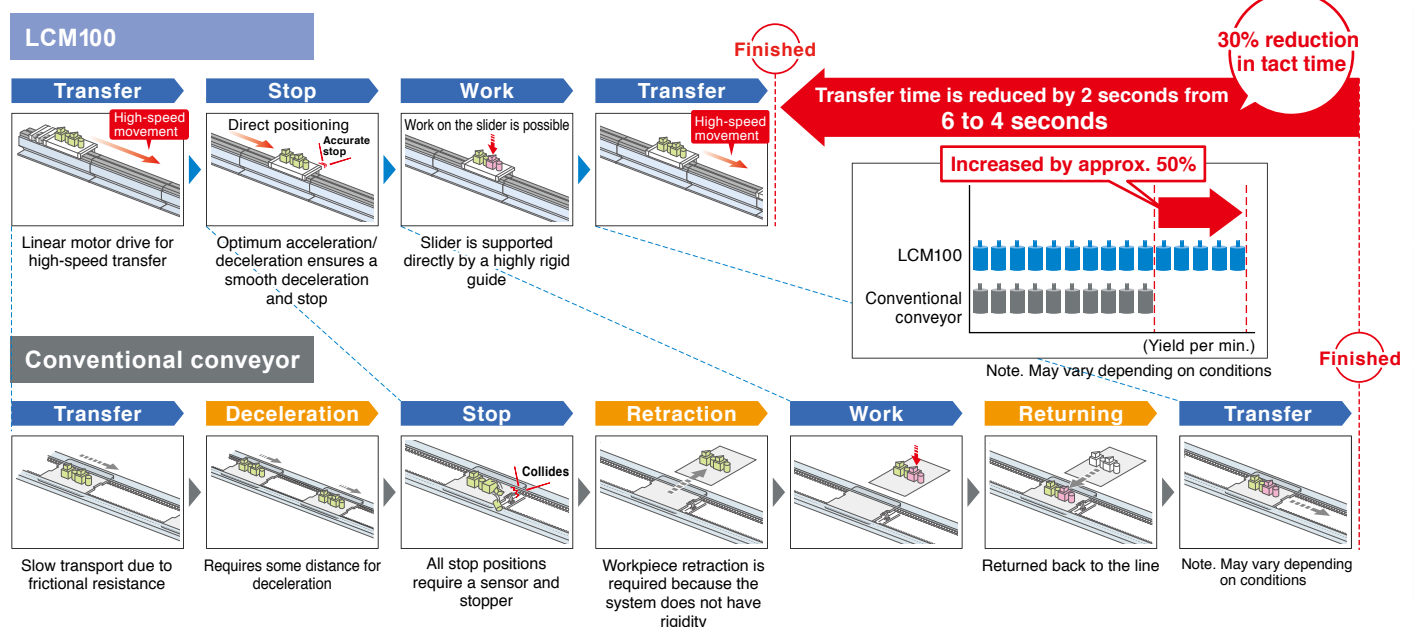 LCM100
Finished
30% reduction
in tact time
Transfer
Stop
Work
Transfer
Transfer time is reduced by 2 seconds from
6 to 4 seconds
High-speed
movement
Direct positioning
Accurate
stop
Work on the slider is possible
High-speed
movement
Linear motor drive for
high-speed transfer
Optimum acceleration/
deceleration ensures a
smooth deceleration
and stop
Slider is supported
directly by a highly rigid
guide
Increased by approx. 50%
LCM100
Conventional
conveyor
(Yield per min.)
Note. May vary depending on conditions
Conventional conveyor
Finished
Transfer
Deceleration
Stop
Retraction
Work
Returning
Transfer
Collides
Slow transport due to
frictional resistance
Requires some distance for
deceleration
All stop positions
require a sensor and
stopper
Workpiece retraction is
required because the
system does not have
rigidity
Returned back to the line
Note. May vary depending
on conditions